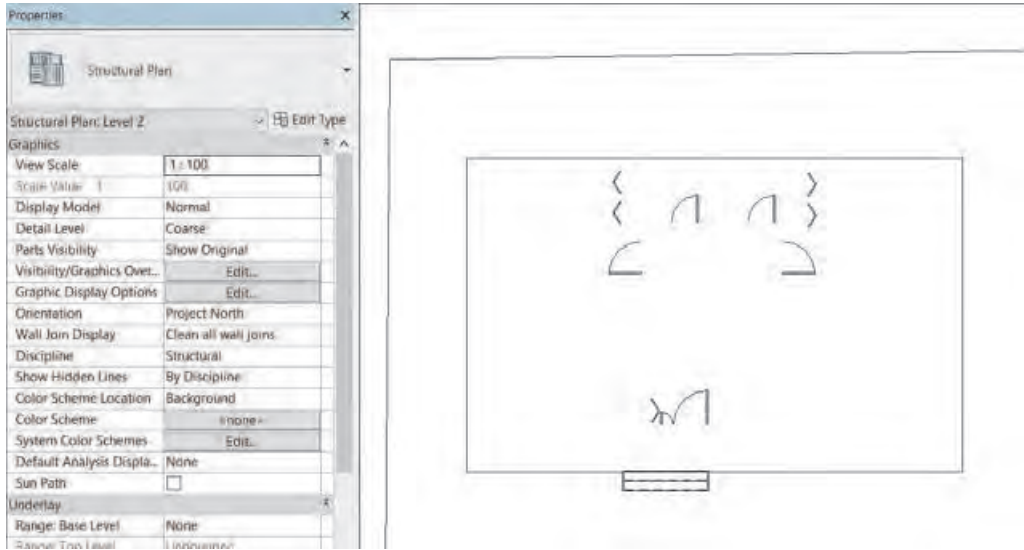 Properties
Structural Plan
Structural Plan: Level 2
Edit Type
Graphics
View Scale 1 : 100
Scale Value 1: 100
Display Model Normal
Detail Level Coarse
Parts Visibility Show Original
Visibility/Graphics Over... Edit...
Graphic Display Options Edit...
Orientation Project North
Wall Join Display Clean all wall joins
Discipline Structural
Show Hidden Lines By Discipline
Color Scheme Location Background
Color Scheme <none>
System Color Schemes Edit...
Default Analysis Displa... None
Sun Path
Underlay
Range: Base Level None
Range: Top Level Unbounded